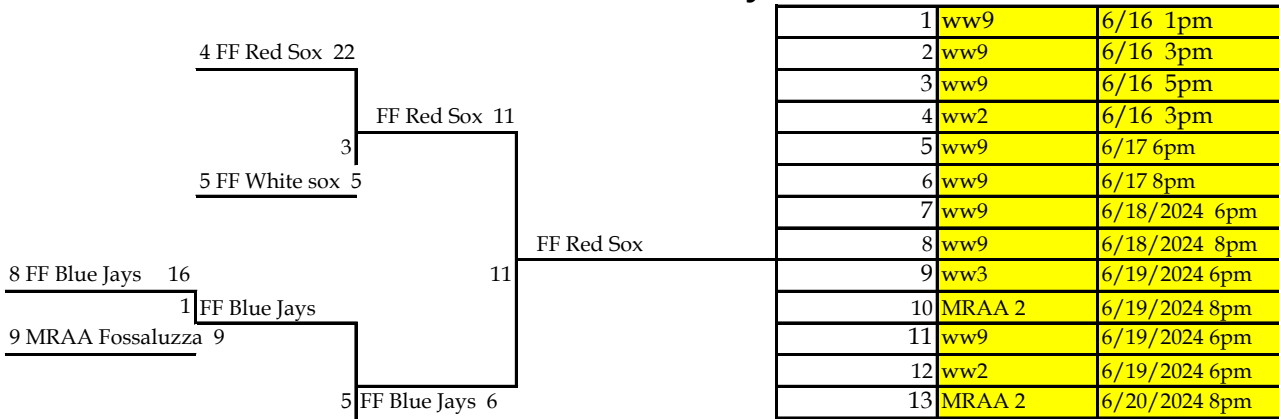 1 ww9 6/16 1pm
4 FF Red Sox 22
2 ww9 6/16 3pm
3 ww9 6/16 5pm
FF Red Sox 11
4 ww2 6/16 3pm
3
5 ww9 6/17 6pm
5 FF White sox 5
6 ww9 6/17 8pm
7 ww9 6/18/2024 6pm
FF Red Sox
8 ww9 6/18/2024 8pm
8 FF Blue Jays 16
11
9 ww3 6/19/2024 6pm
1 FF Blue Jays
10 MRAA 2 6/19/2024 8pm
9 MRAA Fossaluzza 9
11 ww9 6/19/2024 6pm
12 ww2 6/19/2024 6pm
5 FF Blue Jays 6
13 MRAA 2 6/20/2024 8pm